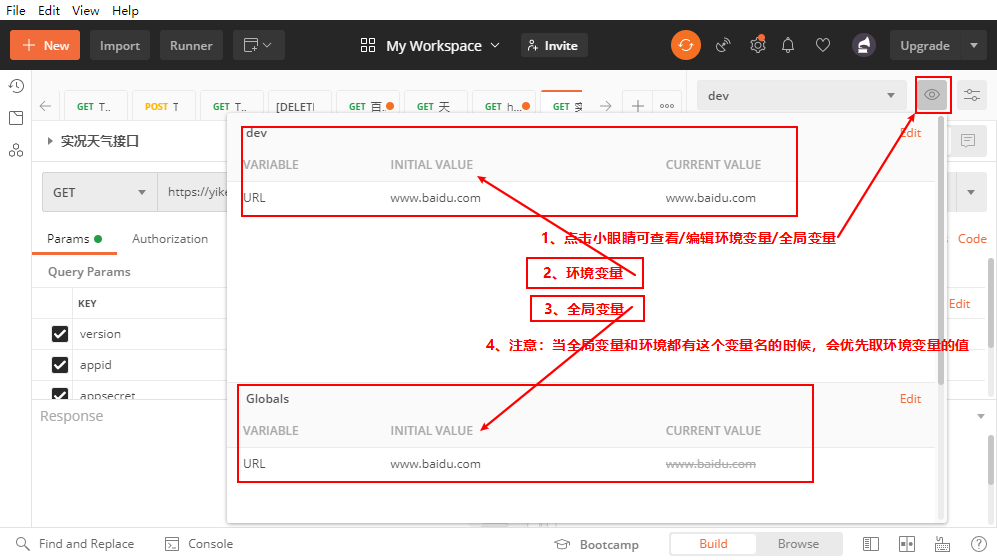 File Edit View Help
New Import Runner My Workspace Invite Upgrade
GET T.. POST T GET T.. [DELETE GET 百 GET 天 GET h.. GET 实 dev
实况天气接口
dev Edit
VARIABLE INITIAL VALUE CURRENT VALUE
URL www.baidu.com www.baidu.com
GET https://yike
1、点击小眼睛可查看/编辑环境变量/全局变量
Params Authorization Code
2、环境变量
Query Params
3、全局变量
KEY Edit
version
4、注意：当全局变量和环境都有这个变量名的时候，会优先取环境变量的值
appid
appsecret
Globals Edit
Response
VARIABLE INITIAL VALUE CURRENT VALUE
URL www.baidu.com www.baidu.com
Find and Replace Console Bootcamp Build Browse